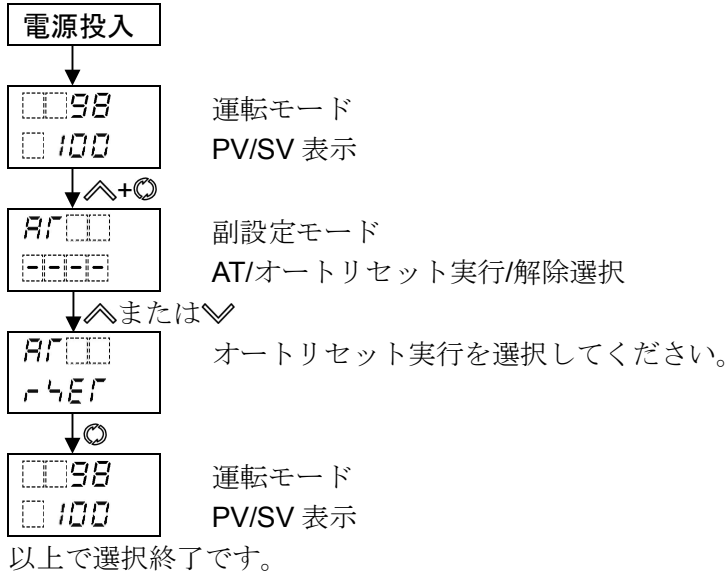 電源投入
98 運転モード
100 PV/SV 表示
+
AT 副設定モード
---- AT/オートリセット実行/解除選択
または
AT オートリセット実行を選択してください。
rSET
98 運転モード
100 PV/SV 表示
以上で選択終了です。